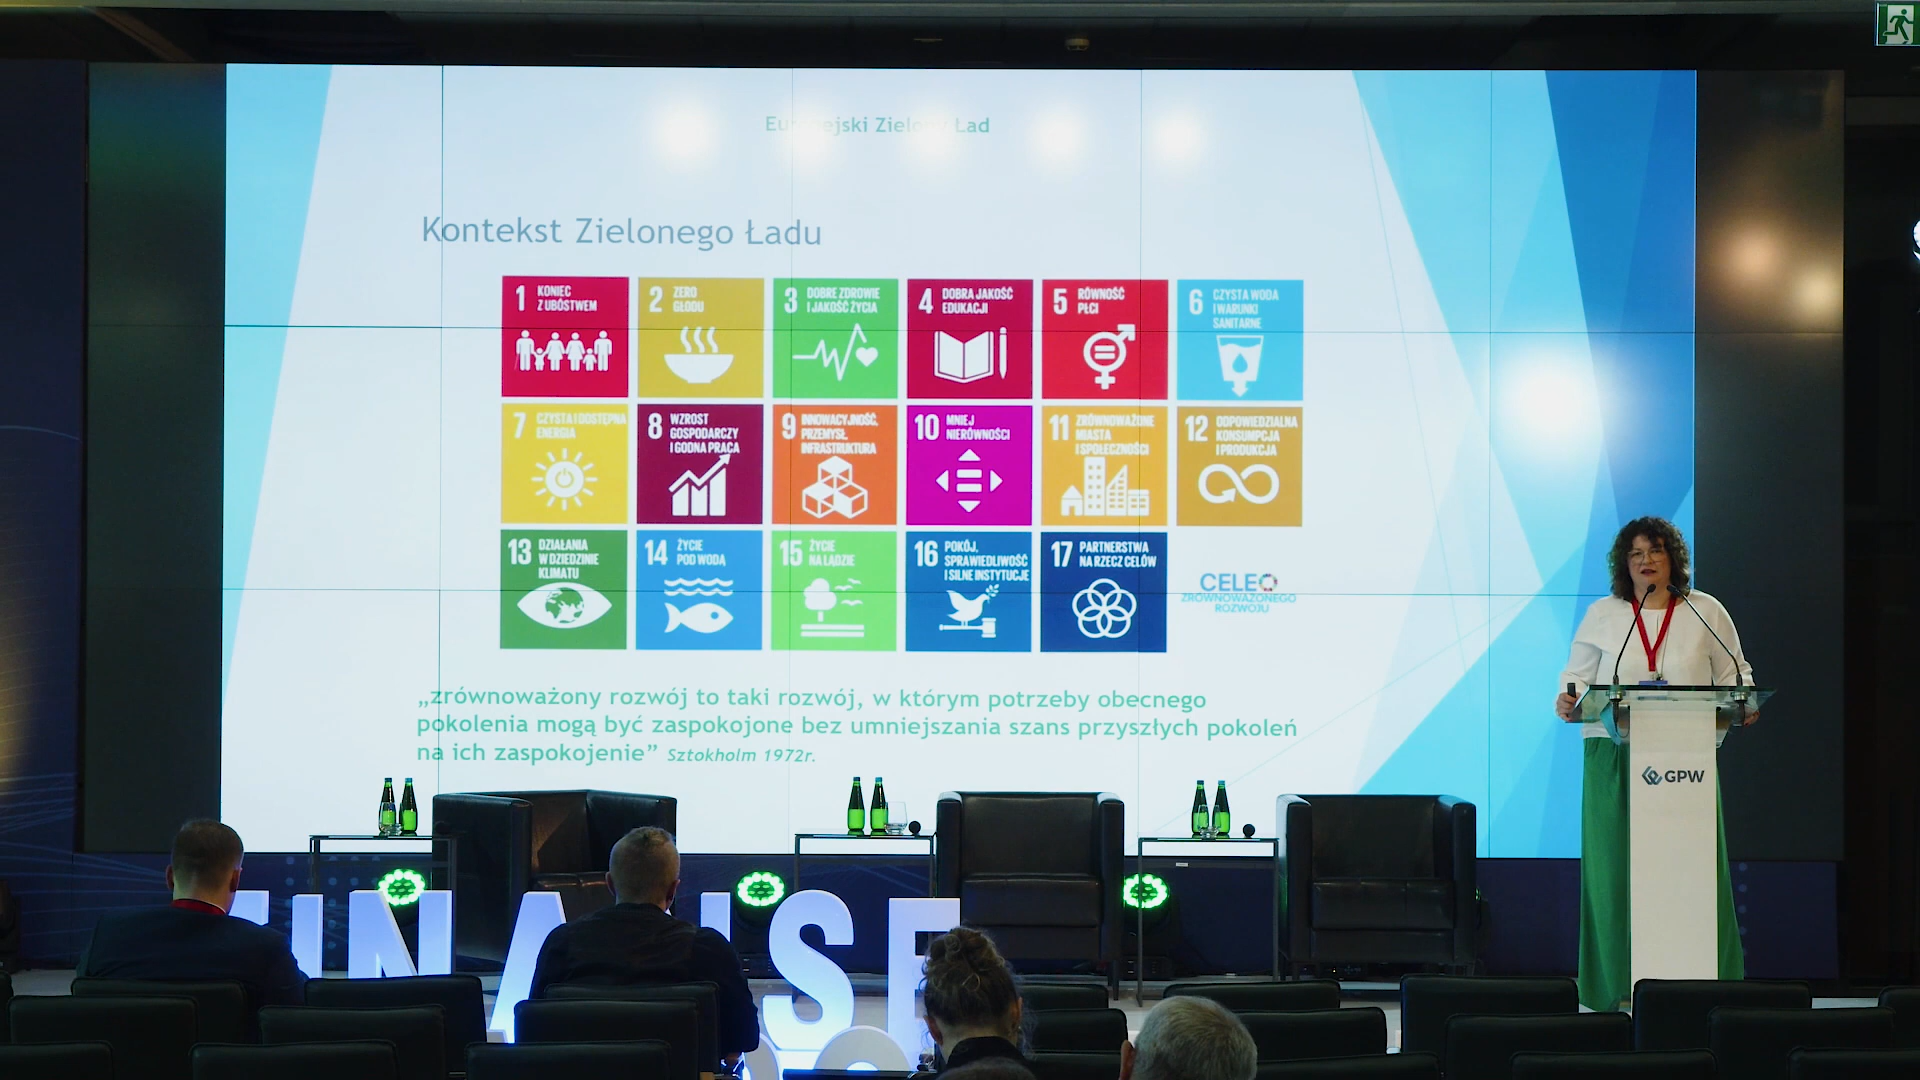 Zielony Ład
Kontekst Zielonego Ładu
1 KONIEC
Z UBÓSTWEM
2 ZERO
GŁODU
3 DOBRE ZDROWIE
I JAKOŚĆ ŻYCIA
4 DOBRA JAKOŚĆ
EDUKACJI
5 RÓWNOŚĆ
PŁCI
6 CZYSTA WODA
I WARUNKI
SANITARNE
7 CZYSTA I DOSTĘPNA
ENERGIA
8 WZROST
GOSPODARCZY
I GODNA PRACA
9 INNOWACYJNOŚĆ,
PRZEMYSŁ,
INFRASTRUKTURA
10 MNIEJ
NIERÓWNOŚCI
11 ZRÓWNOWAŻONE
MIASTA
I SPOŁECZNOŚCI
12 ODPOWIEDZIALNA
KONSUMPCJA
I PRODUKCJA
13 DZIAŁANIA
W DZIEDZINIE
KLIMATU
14 ŻYCIE
POD WODĄ
15 ŻYCIE
NA LĄDZIE
16 POKÓJ,
SPRAWIEDLIWOŚĆ
I SILNE INSTYTUCJE
17 PARTNERSTWA
NA RZECZ CELÓW
CELE
ZRÓWNOWAŻONEGO
ROZWOJU
„zrównoważony rozwój to taki rozwój, w którym potrzeby obecnego
pokolenia mogą być zaspokojone bez umniejszania szans przyszłych pokoleń
na ich zaspokojenie” Sztokholm 1972r.
GPW